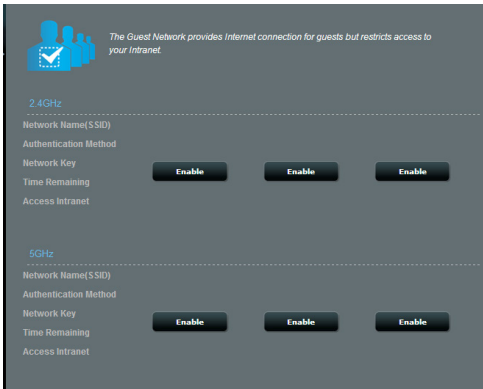 The Guest Network provides Internet connection for guests but restricts access to
your Intranet.
2.4GHz
Network Name(SSID)
Authentication Method
Network Key
Enable Enable Enable
Time Remaining
Access Intranet
5GHz
Network Name(SSID)
Authentication Method
Network Key
Enable Enable Enable
Time Remaining
Access Intranet